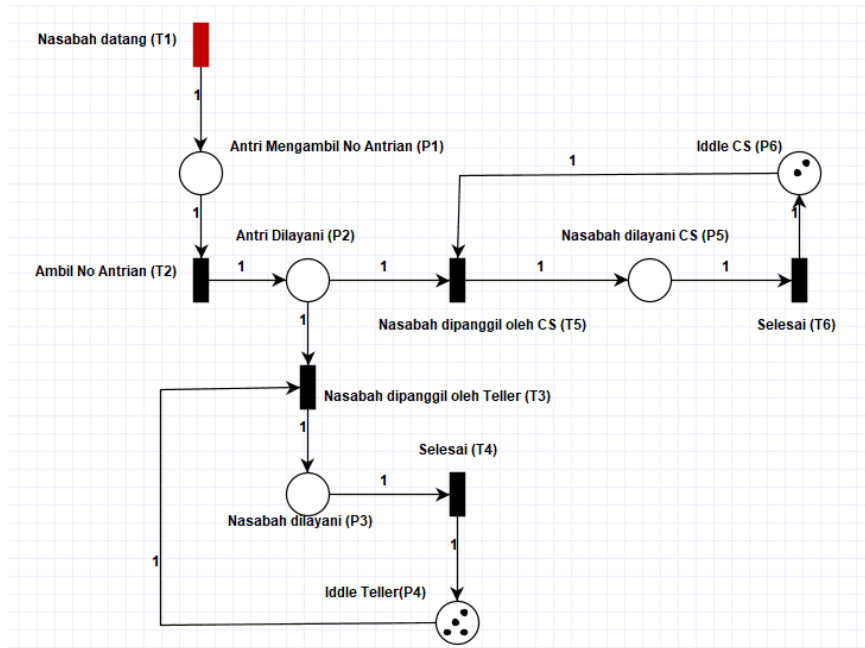 Nasabah datang (T1)
1
Antri Mengambil No Antrian (P1)
Iddle CS (P6)
1
1
1
Antri Dilayani (P2)
Nasabah dilayani CS (P5)
Ambil No Antrian (T2)
1
1
1
1
Nasabah dipanggil oleh CS (T5)
Selesai (T6)
1
Nasabah dipanggil oleh Teller (T3)
1
Selesai (T4)
1
Nasabah dilayani (P3)
1
1
Iddle Teller(P4)